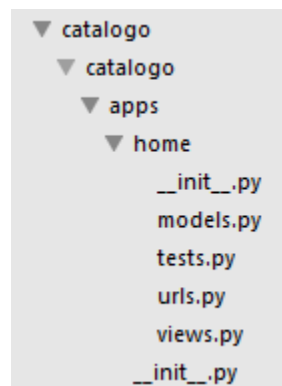 catalogo
catalogo
apps
home
__init__.py
models.py
tests.py
urls.py
views.py
__init__.py